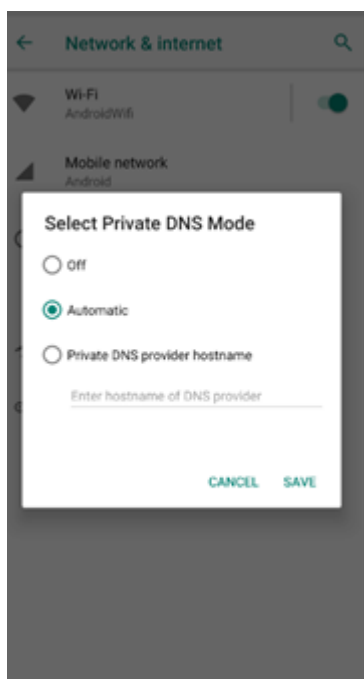 Network & internet
Wi-Fi
AndroidWifi
Mobile network
Android
Select Private DNS Mode
Off
Automatic
Private DNS provider hostname
Enter hostname of DNS provider
CANCEL SAVE